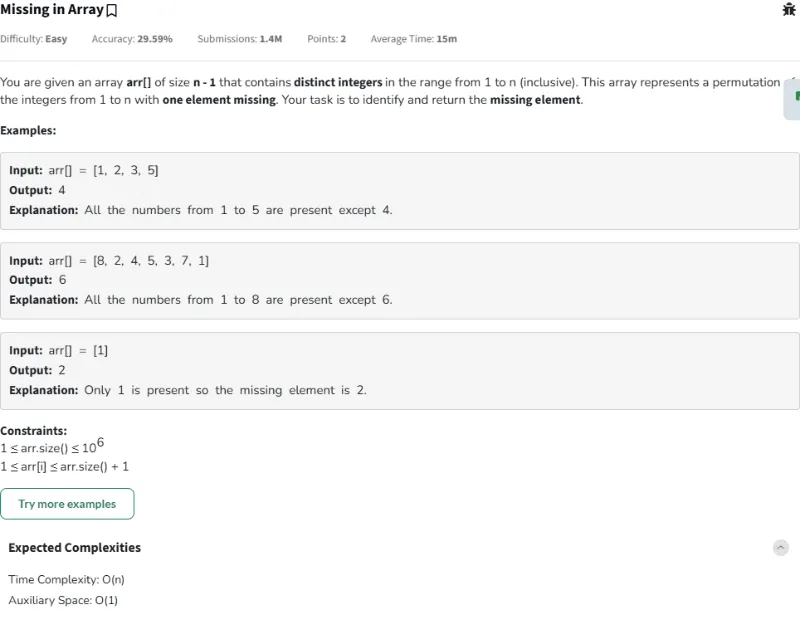 Missing in Array
Difficulty: Easy Accuracy: 29.59% Submissions: 1.4M Points: 2 Average Time: 15m
You are given an array arr[] of size n - 1 that contains distinct integers in the range from 1 to n (inclusive). This array represents a permutation
the integers from 1 to n with one element missing. Your task is to identify and return the missing element.
Examples:
Input: arr[] = [1, 2, 3, 5]
Output: 4
Explanation: All the numbers from 1 to 5 are present except 4.
Input: arr[] = [8, 2, 4, 5, 3, 7, 1]
Output: 6
Explanation: All the numbers from 1 to 8 are present except 6.
Input: arr[] = [1]
Output: 2
Explanation: Only 1 is present so the missing element is 2.
Constraints:
1 ≤ arr.size() ≤ 10⁶
1 ≤ arr[i] ≤ arr.size() + 1
Try more examples
Expected Complexities
Time Complexity: O(n)
Auxiliary Space: O(1)